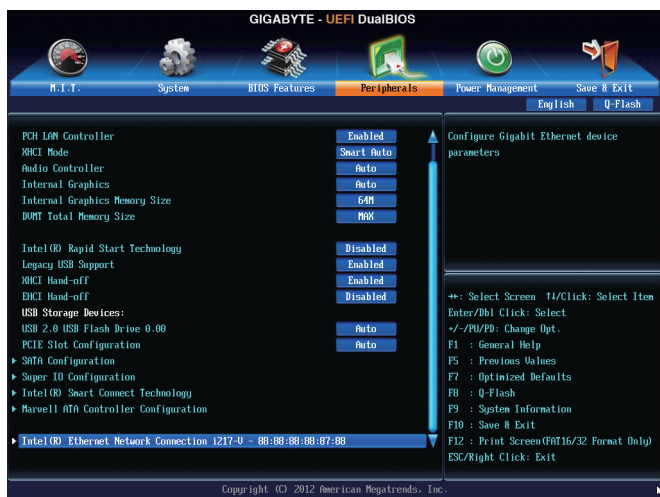 GIGABYTE - UEFI DualBIOS
M.I.T. System BIOS Features Peripherals Power Management Save & Exit
English Q-Flash
PCH LAN Controller Enabled
XHCI Mode Smart Auto
Audio Controller Auto
Internal Graphics Auto
Internal Graphics Memory Size 64M
DVMT Total Memory Size MAX
Intel(R) Rapid Start Technology Disabled
Legacy USB Support Enabled
XHCI Hand-off Enabled
EHCI Hand-off Disabled
USB Storage Devices:
USB 2.0 USB Flash Drive 0.00 Auto
PCIE Slot Configuration Auto
SATA Configuration
Super IO Configuration
Intel(R) Smart Connect Technology
Marvell ATA Controller Configuration
Intel(R) Ethernet Network Connection i217-V - 88:88:88:88:87:88
Configure Gigabit Ethernet device
parameters
→←: Select Screen ↑↓/Click: Select Item
Enter/Dbl Click: Select
+/-/PU/PD: Change Opt.
F1 : General Help
F5 : Previous Values
F7 : Optimized Defaults
F8 : Q-Flash
F9 : System Information
F10 : Save & Exit
F12 : Print Screen(FAT16/32 Format Only)
ESC/Right Click: Exit
Copyright (C) 2012 American Megatrends, Inc.